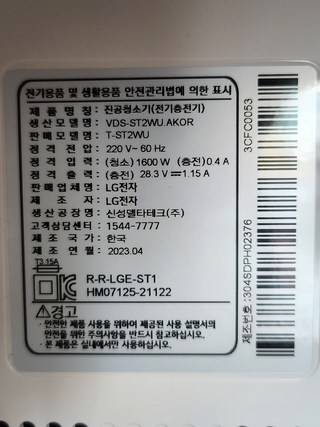 전기용품 및 생활용품 안전관리법에 의한 표시
제품명칭 : 진공청소기(전기충전기)
생산모델명 : VDS-ST2WU.AKOR
판매모델명 : T-ST2WU
정격전압 : 220 V~ 60 Hz
정격입력 : (청소)1600 W (충전)0.4 A
정격출력 : (충전) 28.3 V⎓1.15 A
판매업체명 : LG전자
제조자 : LG전자
생산공장명 : 신성델타테크(주)
고객상담센터 : 1544-7777
제조국가 : 한국
제조연월 : 2023.04
T3.15A
R-R-LGE-ST1
HM07125-21122
⚠경고
· 안전한 제품 사용을 위하여 제공된 사용 설명서의
안전을 위한 주의사항을 반드시 참고하십시오.
· 본 제품은 실내에서만 사용하십시오.
3CFC0053
제조번호:304SDPH02376